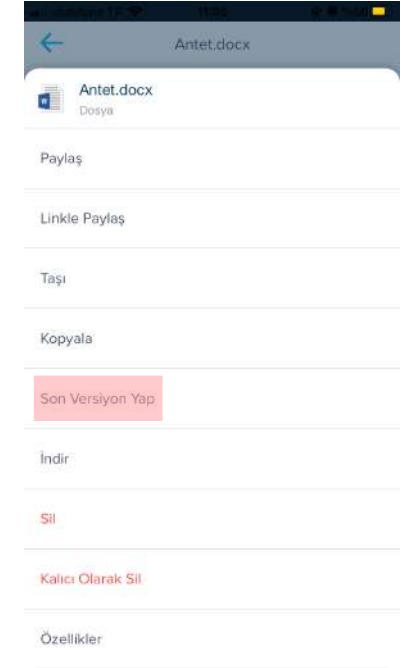 Antet.docx
Antet.docx
Dosya
Paylaş
Linkle Paylaş
Taşı
Kopyala
Son Versiyon Yap
İndir
Sil
Kalıcı Olarak Sil
Özellikler